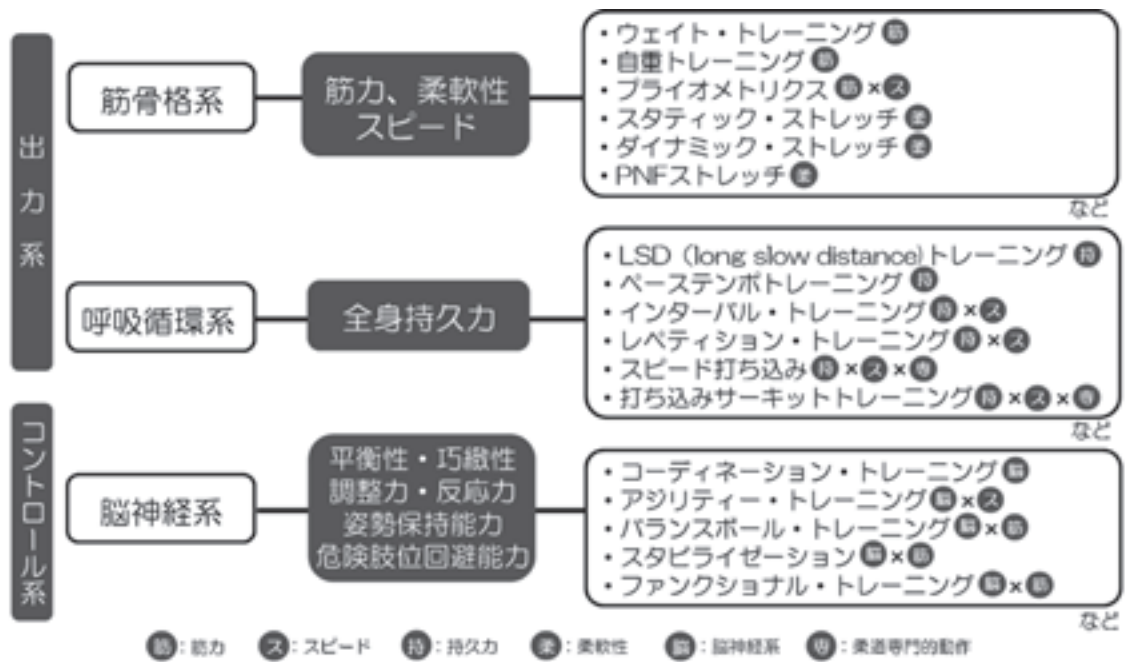 出力系
筋骨格系
筋力、柔軟性
スピード
・ウェイト・トレーニング 筋
・自重トレーニング 筋
・プライオメトリクス 筋×ス
・スタティック・ストレッチ 柔
・ダイナミック・ストレッチ 柔
・PNFストレッチ 柔
など
呼吸循環系
全身持久力
・LSD（long slow distance)トレーニング 持
・ペーステンポトレーニング 持
・インターバル・トレーニング 持×ス
・レペティション・トレーニング 持×ス
・スピード打ち込み 持×ス×専
・打ち込みサーキットトレーニング 持×ス×専
など
コントロール系
脳神経系
平衡性・巧緻性
調整力・反応力
姿勢保持能力
危険肢位回避能力
・コーディネーション・トレーニング 脳
・アジリティー・トレーニング 脳×ス
・バランスボール・トレーニング 脳×筋
・スタビライゼーション 脳×筋
・ファンクショナル・トレーニング 脳×筋
など
筋：筋力 ス：スピード 持：持久力 柔：柔軟性 脳：脳神経系 専：柔道専門的動作